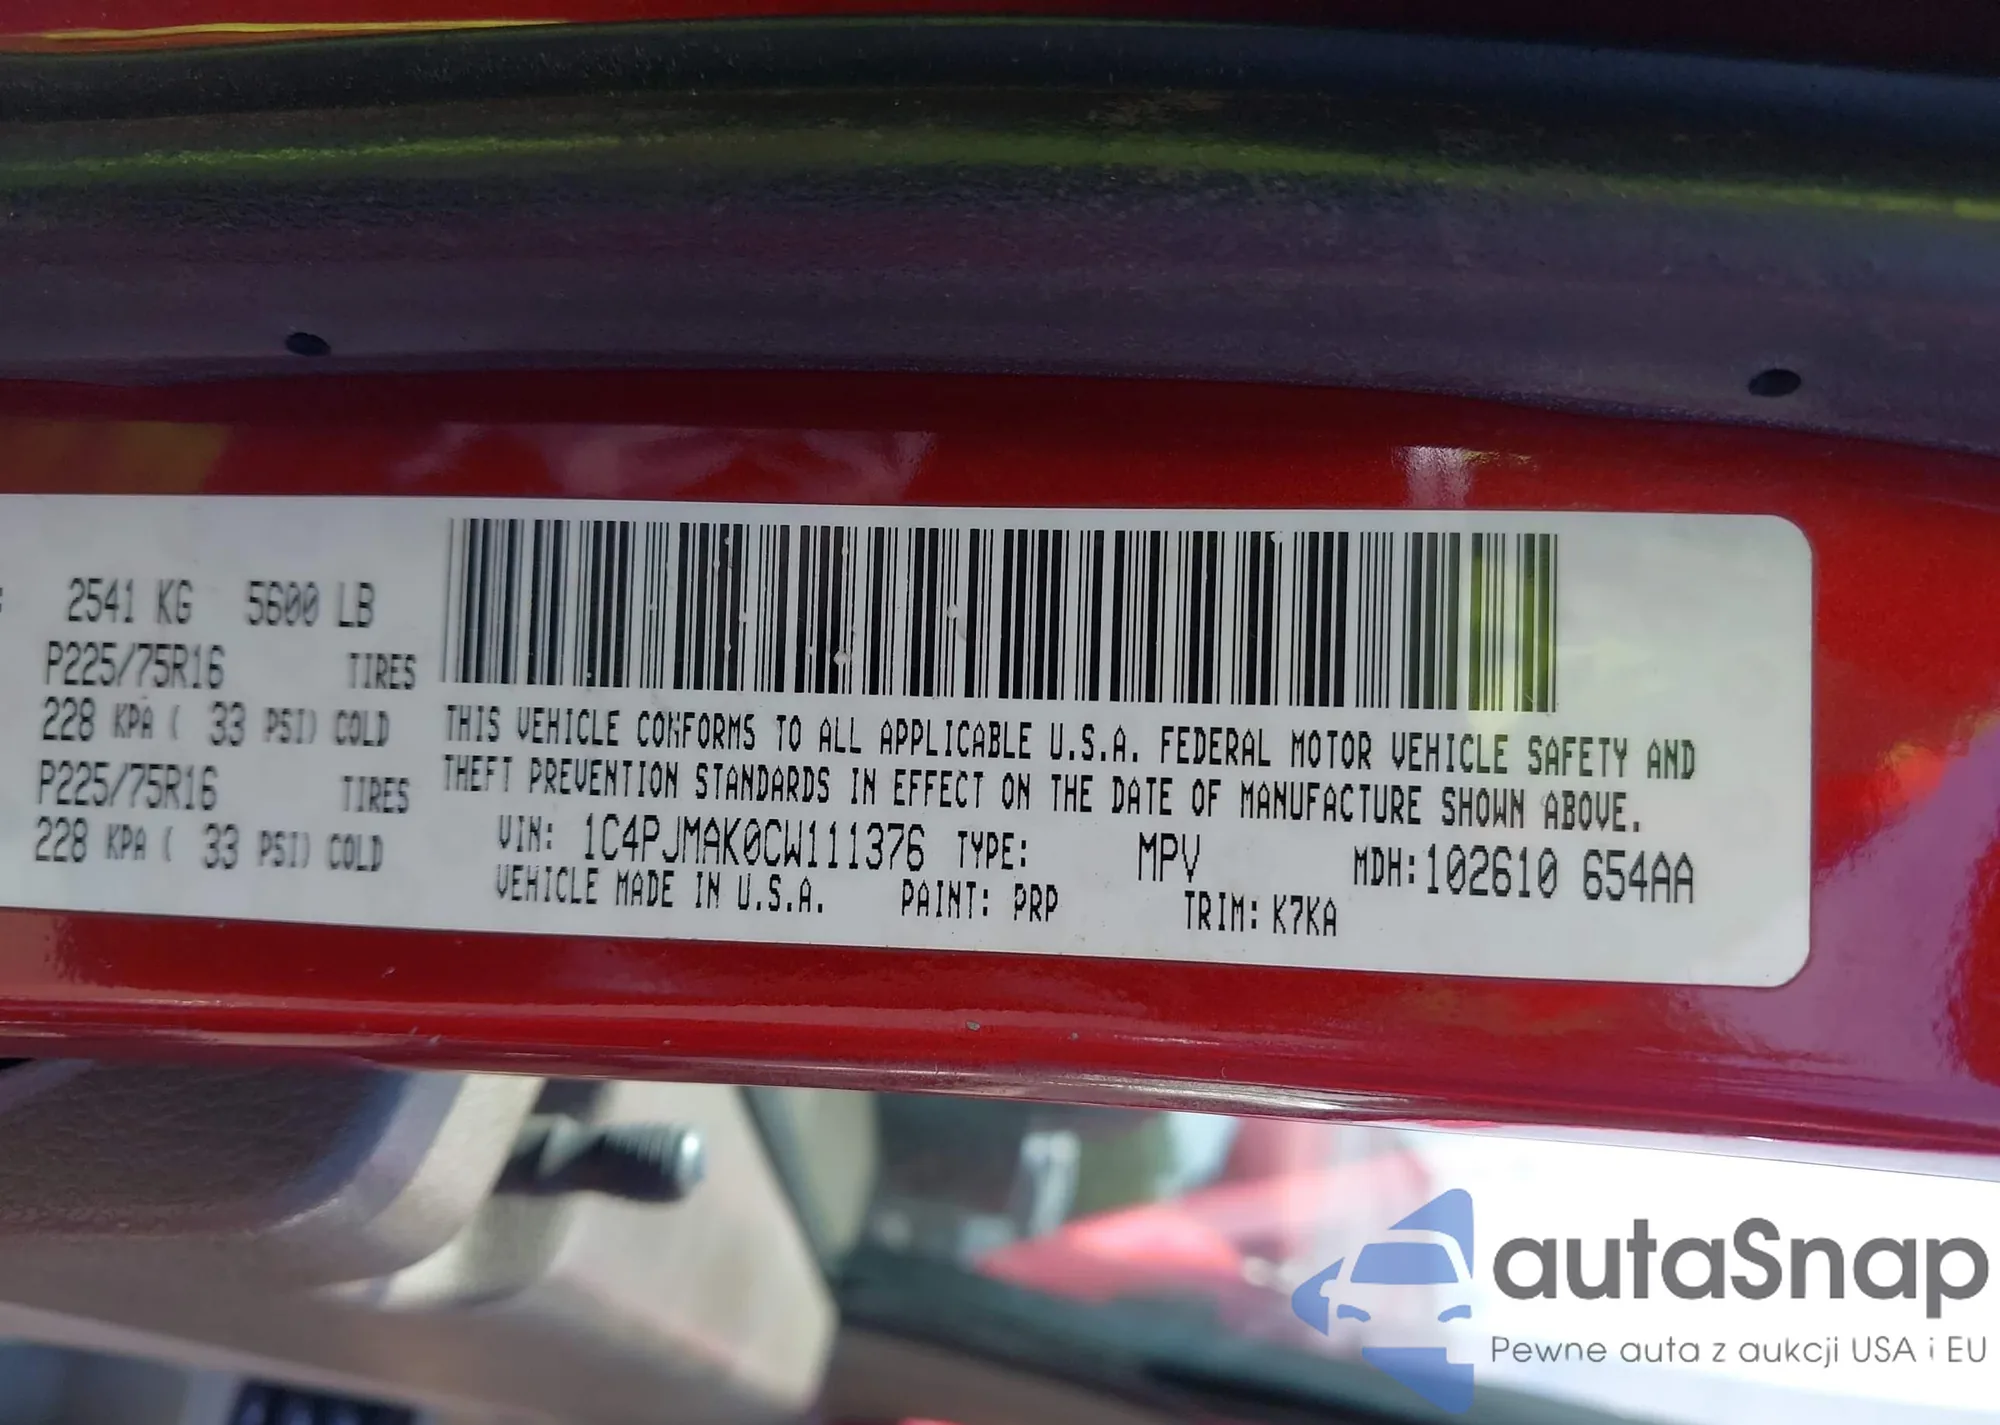 : 2541 KG 5600 LB
P225/75R16 TIRES
228 KPA ( 33 PSI) COLD
P225/75R16 TIRES
228 KPA ( 33 PSI) COLD
THIS VEHICLE CONFORMS TO ALL APPLICABLE U.S.A. FEDERAL MOTOR VEHICLE SAFETY AND
THEFT PREVENTION STANDARDS IN EFFECT ON THE DATE OF MANUFACTURE SHOWN ABOVE.
VIN: 1C4PJMAK0CW111376 TYPE: MPV MDH:102610 654AA
VEHICLE MADE IN U.S.A. PAINT: PRP TRIM: K7KA
autaSnap
Pewne auta z aukcji USA i EU